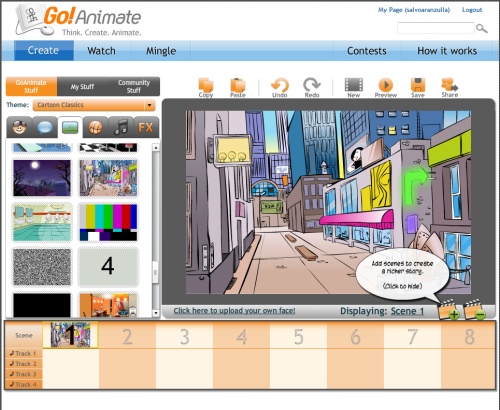 Go!Animate
Think. Create. Animate.
My Page (salvoaranzulla) Logout
Create Watch Mingle Contests How it works
GoAnimate Stuff
My Stuff
Community Stuff
Theme: Cartoon Classics
FX
Copy Paste Undo Redo New Preview Save Share
4
Add scenes to create
a richer story.
(Click to hide)
Click here to upload your own face!
Displaying: Scene 1
Scene 1 2 3 4 5 6 7 8
Track 1
Track 2
Track 3
Track 4